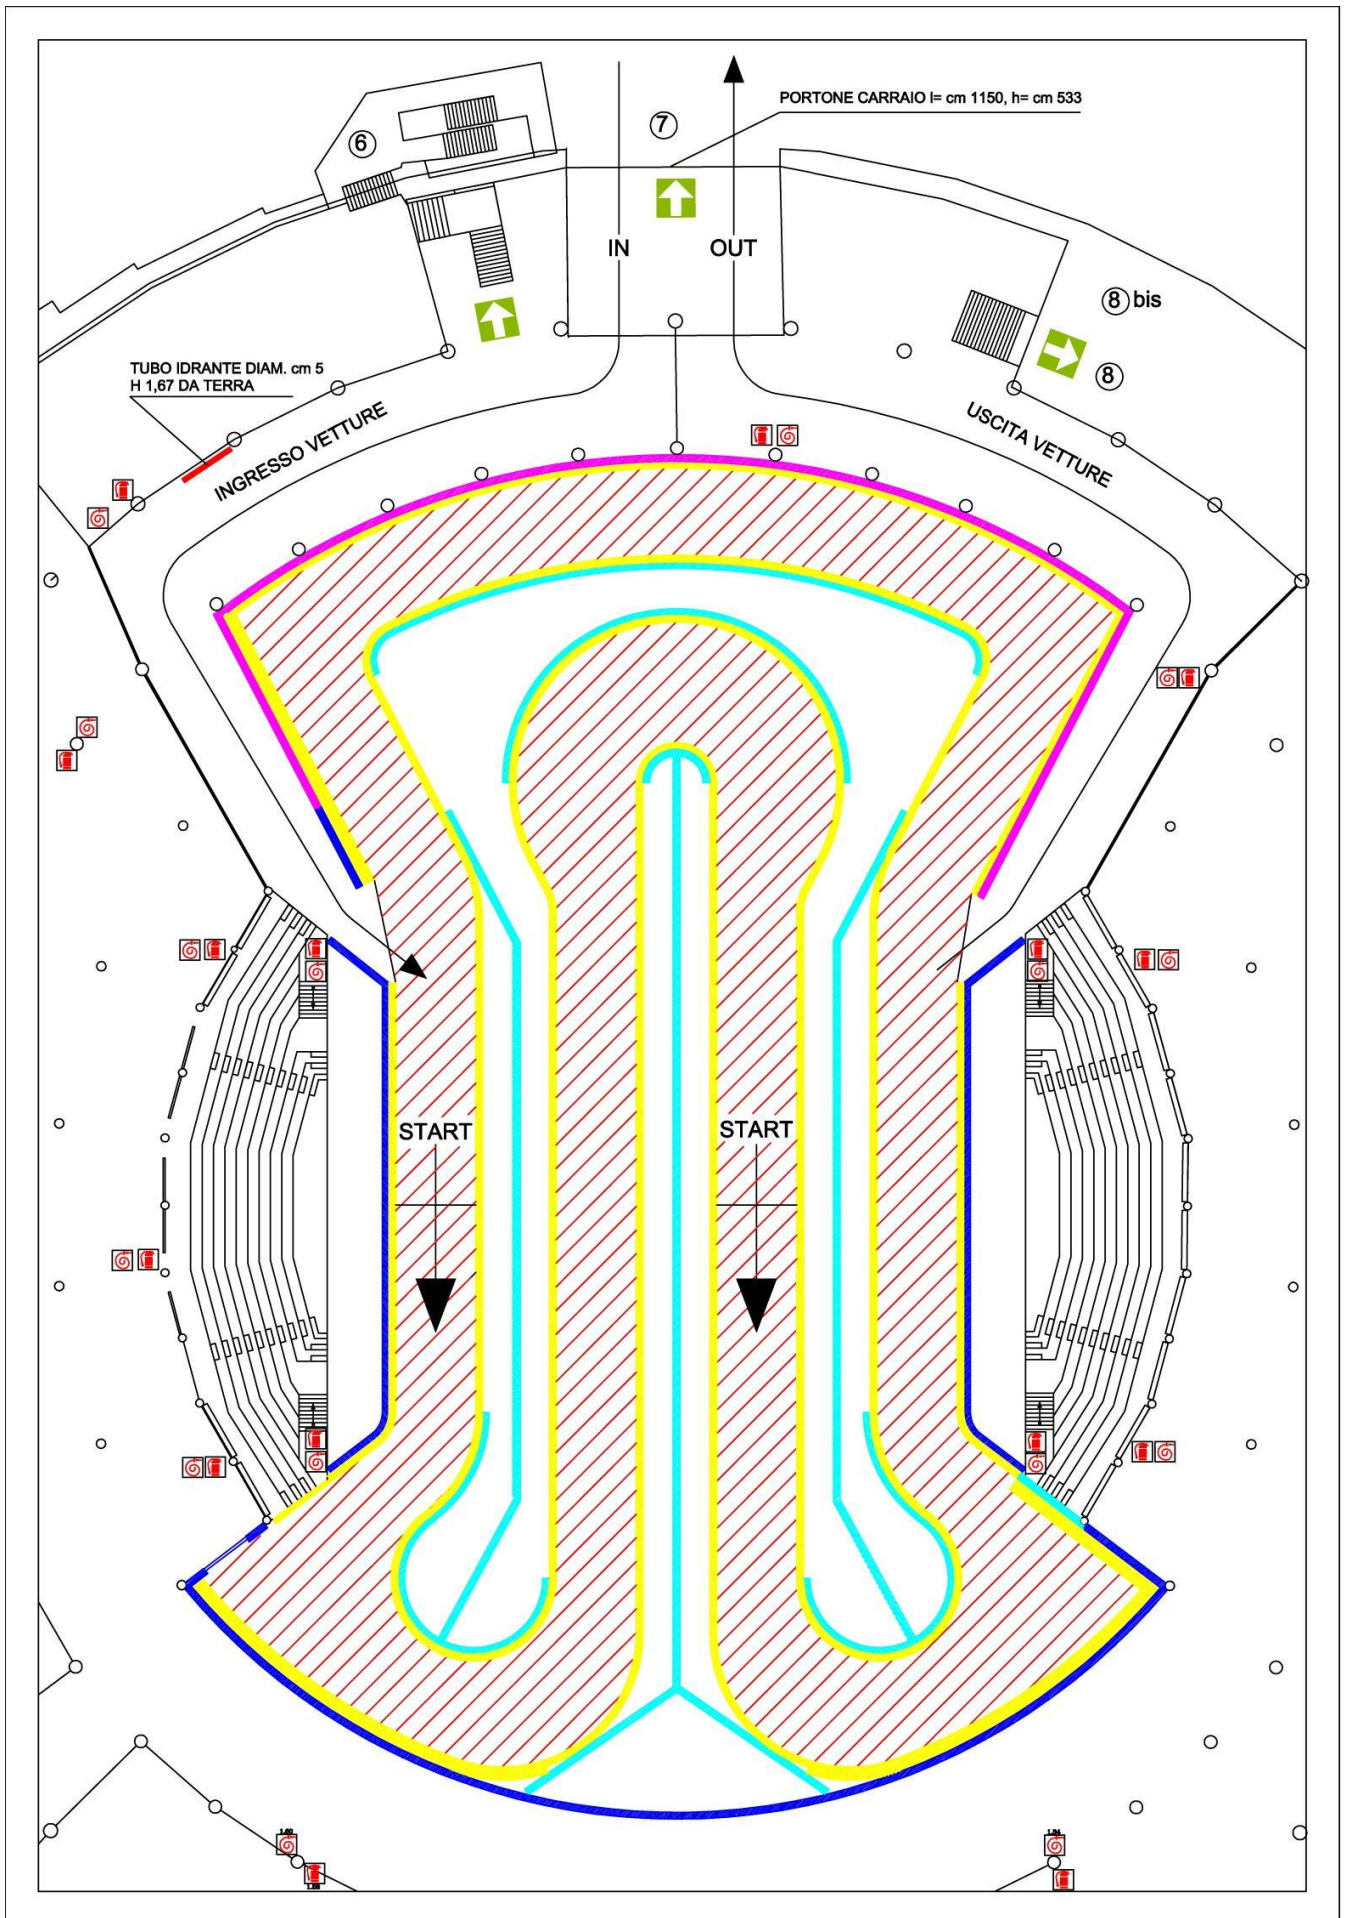 PORTONE CARRAIO l= cm 1150, h= cm 533
7
6
IN
OUT
8 bis
8
TUBO IDRANTE DIAM. cm 5
H 1,67 DA TERRA
INGRESSO VETTURE
USCITA VETTURE
START
START